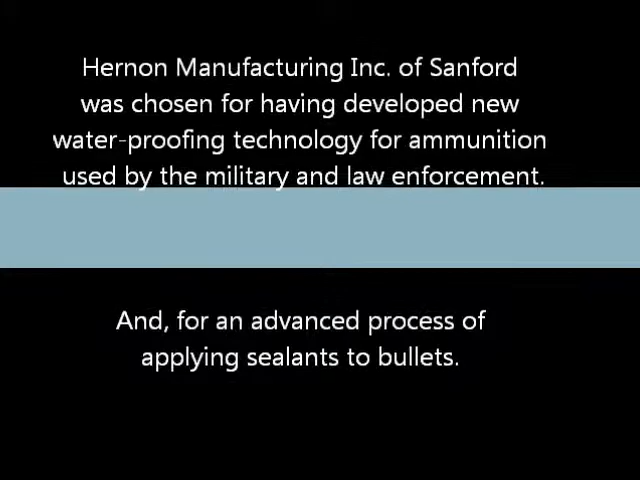 Hernon Manufacturing Inc. of Sanford
was chosen for having developed new
water-proofing technology for ammunition
used by the military and law enforcement.
And, for an advanced process of
applying sealants to bullets.